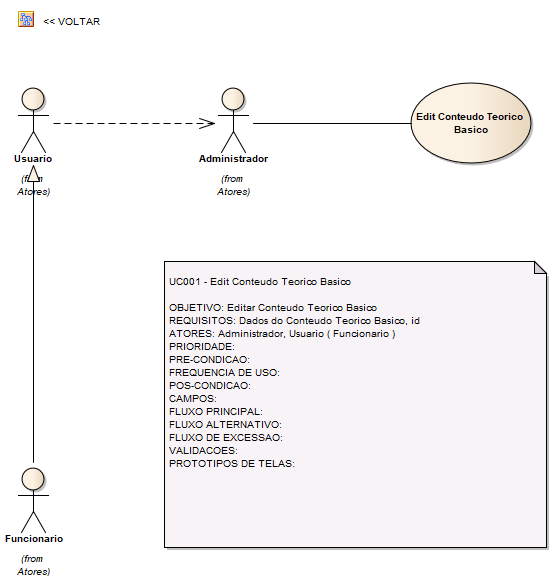 << VOLTAR
Edit Conteudo Teorico
Basico
Usuario
(from
Atores)
Administrador
(from
Atores)
UC001 - Edit Conteudo Teorico Basico
OBJETIVO: Editar Conteudo Teorico Basico
REQUISITOS: Dados do Conteudo Teorico Basico, id
ATORES: Administrador, Usuario ( Funcionario )
PRIORIDADE:
PRE-CONDICAO:
FREQUENCIA DE USO:
POS-CONDICAO:
CAMPOS:
FLUXO PRINCIPAL:
FLUXO ALTERNATIVO:
FLUXO DE EXCESSAO:
VALIDACOES:
PROTOTIPOS DE TELAS:
Funcionario
(from
Atores)